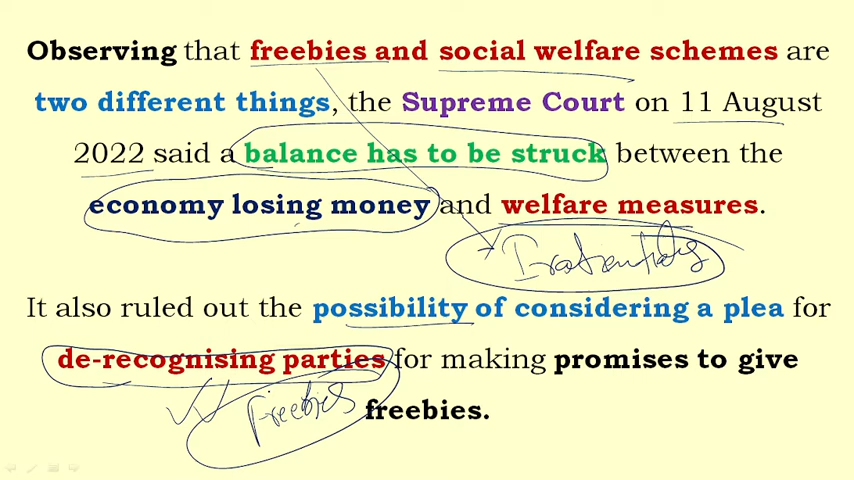 Observing that freebies and social welfare schemes are
two different things, the Supreme Court on 11 August
2022 said a balance has to be struck between the
economy losing money and welfare measures.
It also ruled out the possibility of considering a plea for
de-recognising parties for making promises to give
Freebies
freebies.